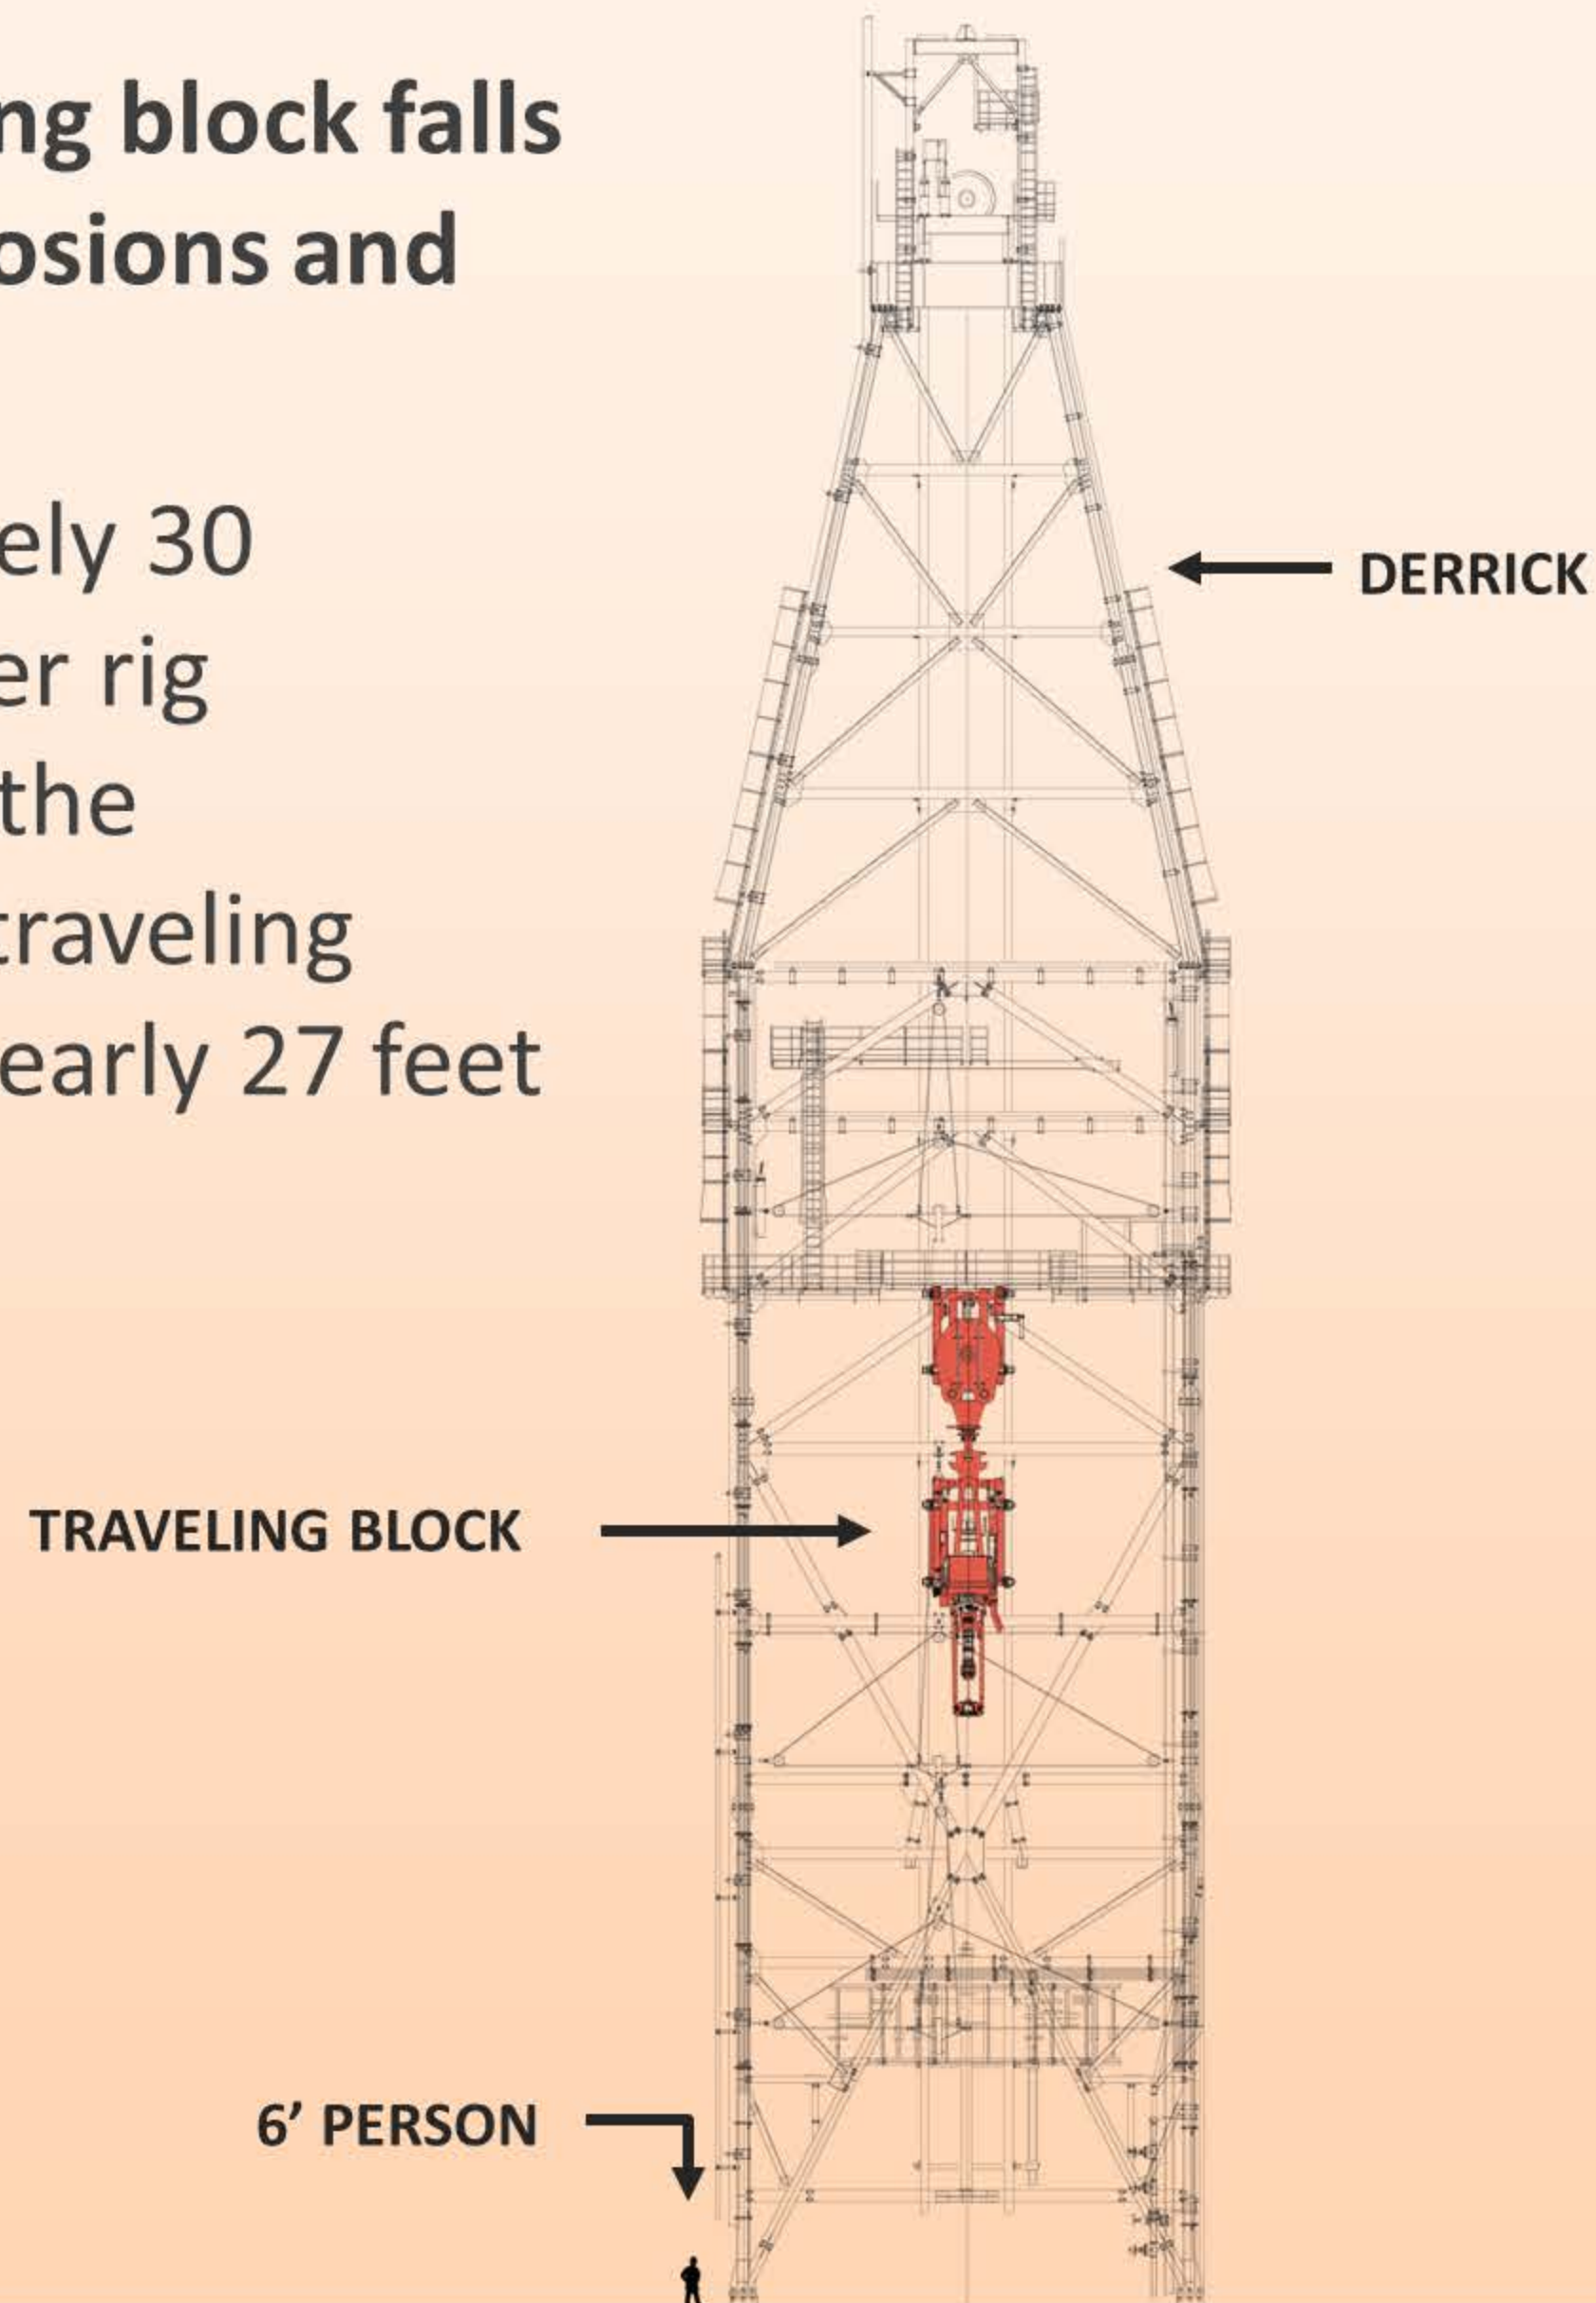 ng block falls
osions and
ely 30
er rig
the
traveling
early 27 feet
DERRICK
TRAVELING BLOCK
6’ PERSON